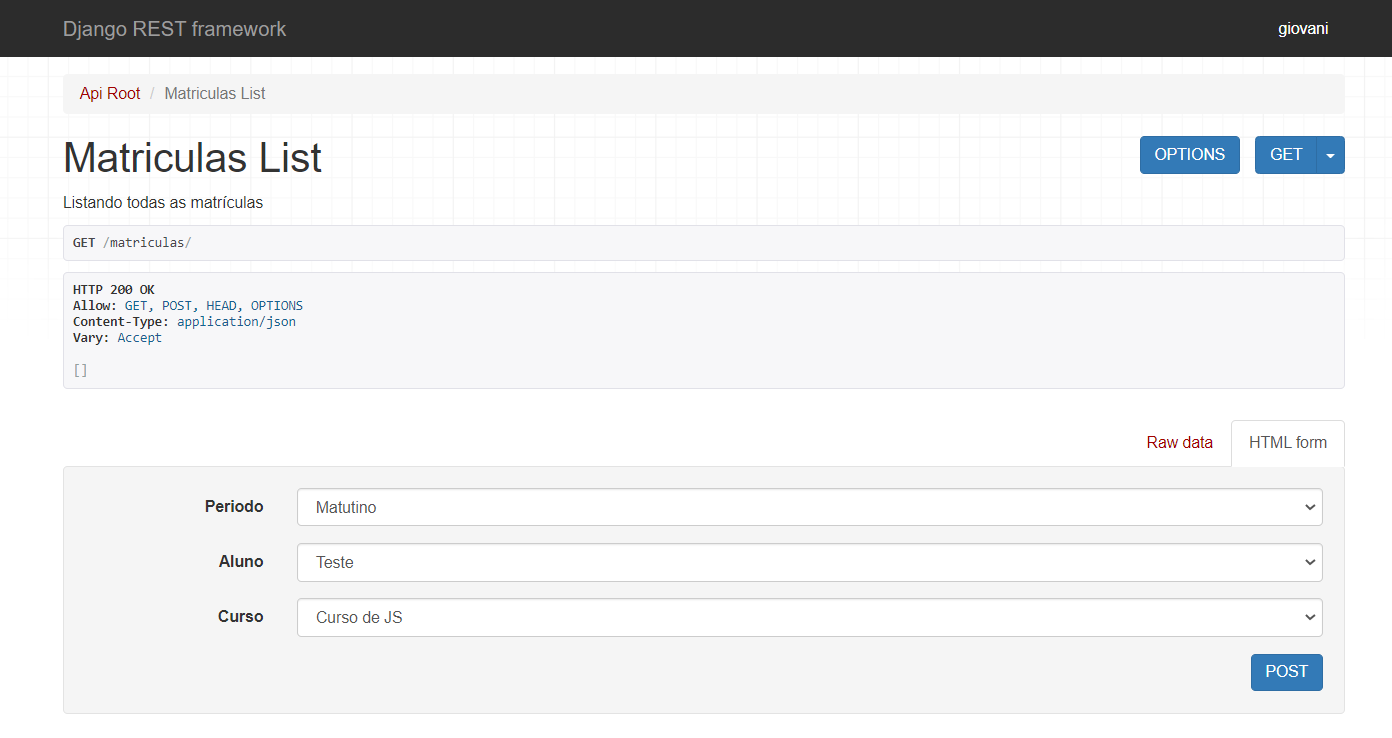 Django REST framework giovani
Api Root / Matriculas List
Matriculas List OPTIONS GET
Listando todas as matrículas
GET /matriculas/
HTTP 200 OK
Allow: GET, POST, HEAD, OPTIONS
Content-Type: application/json
Vary: Accept
[]
Raw data HTML form
Periodo Matutino
Aluno Teste
Curso Curso de JS
POST